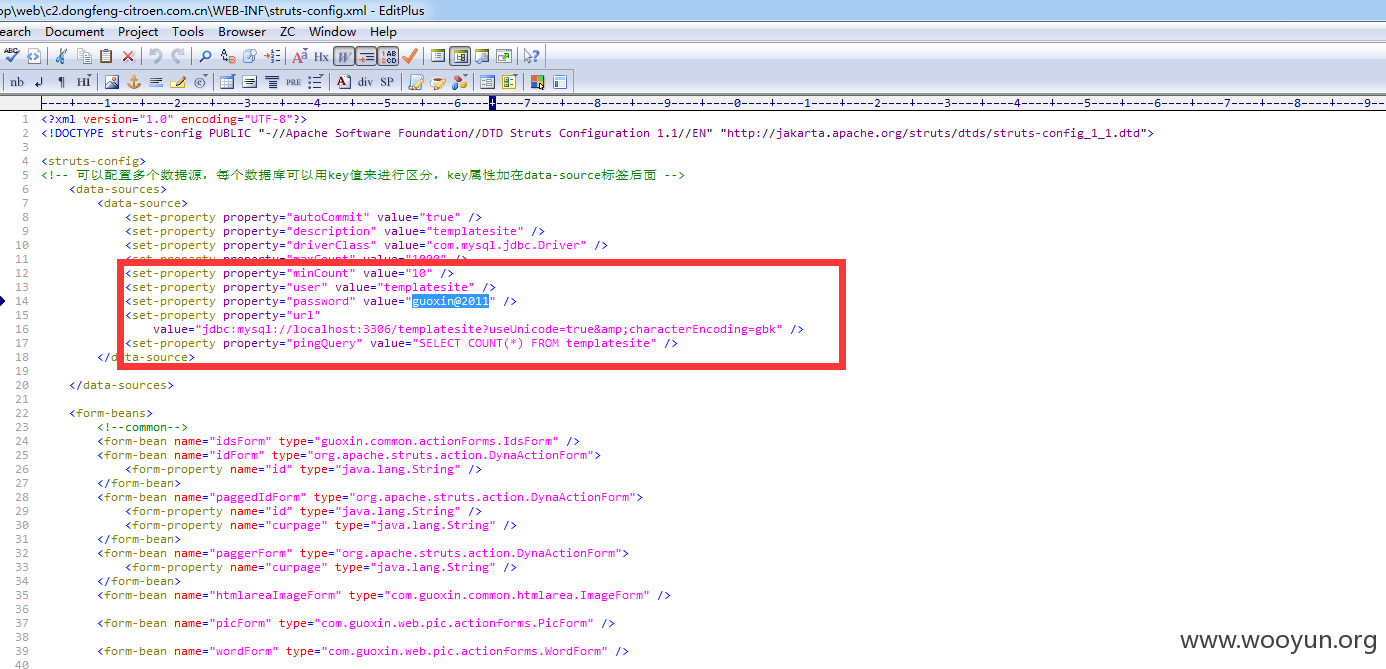 op\web\c2.dongfeng-citroen.com.cn\WEB-INF\struts-config.xml - EditPlus
earch Document Project Tools Browser ZC Window Help
nb HI PRE A div SP
----+----1----+----2----+----3----+----4----+----5----+----6----+----7----+----8----+----9----+----0----+----1----+----2----+----3----+----4----+----5----+----6----+----7----+----8----+----9--
1 <?xml version="1.0" encoding="UTF-8"?>
2 <!DOCTYPE struts-config PUBLIC "-//Apache Software Foundation//DTD Struts Configuration 1.1//EN" "http://jakarta.apache.org/struts/dtds/struts-config_1_1.dtd">
3
4 <struts-config>
5 <!-- 可以配置多个数据源，每个数据库可以用key值来进行区分，key属性加在data-source标签后面 -->
6 <data-sources>
7 <data-source>
8 <set-property property="autoCommit" value="true" />
9 <set-property property="description" value="templatesite" />
10 <set-property property="driverClass" value="com.mysql.jdbc.Driver" />
11 <set-property property="maxCount" value="1000" />
12 <set-property property="minCount" value="10" />
13 <set-property property="user" value="templatesite" />
14 <set-property property="password" value="guoxin@2011" />
15 <set-property property="url"
16 value="jdbc:mysql://localhost:3306/templatesite?useUnicode=true&amp;characterEncoding=gbk" />
17 <set-property property="pingQuery" value="SELECT COUNT(*) FROM templatesite" />
18 </data-source>
19
20 </data-sources>
21
22 <form-beans>
23 <!--common-->
24 <form-bean name="idsForm" type="guoxin.common.actionForms.IdsForm" />
25 <form-bean name="idForm" type="org.apache.struts.action.DynaActionForm">
26 <form-property name="id" type="java.lang.String" />
27 </form-bean>
28 <form-bean name="paggedIdForm" type="org.apache.struts.action.DynaActionForm">
29 <form-property name="id" type="java.lang.String" />
30 <form-property name="curpage" type="java.lang.String" />
31 </form-bean>
32 <form-bean name="paggerForm" type="org.apache.struts.action.DynaActionForm">
33 <form-property name="curpage" type="java.lang.String" />
34 </form-bean>
35 <form-bean name="htmlareaImageForm" type="com.guoxin.common.htmlarea.ImageForm" />
36
37 <form-bean name="picForm" type="com.guoxin.web.pic.actionforms.PicForm" />
38
39 <form-bean name="wordForm" type="com.guoxin.web.pic.actionforms.WordForm" />
40
www.wooyun.org